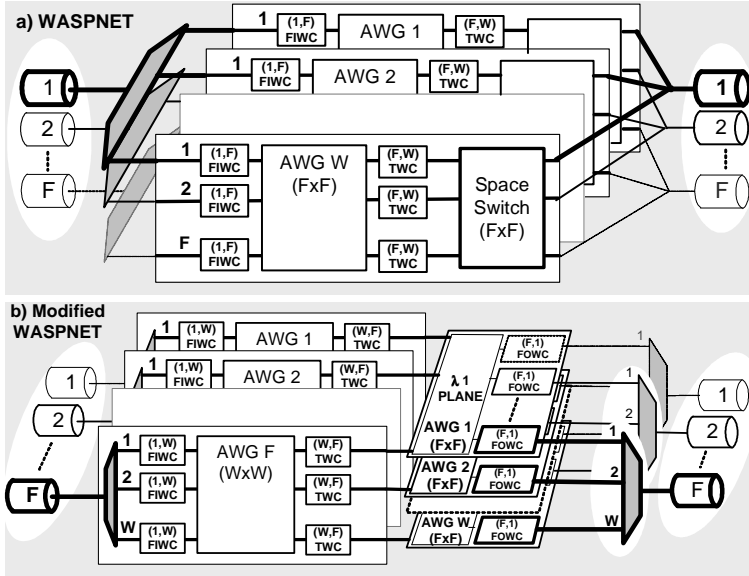 a) WASPNET
1 (1,F) FIWC AWG 1 (F,W) TWC
1 (1,F) FIWC AWG 2 (F,W) TWC
1
2
F
1 (1,F) FIWC
2 (1,F) FIWC
F (1,F) FIWC
AWG W
(FxF)
(F,W) TWC
(F,W) TWC
(F,W) TWC
Space
Switch
(FxF)
1
2
F
b) Modified
WASPNET
1 (1,W) FIWC AWG 1 (W,F) TWC
1 (1,W) FIWC AWG 2 (W,F) TWC
1
2
F
1 (1,W) FIWC
2 (1,W) FIWC
W (1,W) FIWC
AWG F
(WxW)
(W,F) TWC
(W,F) TWC
(W,F) TWC
λ 1
PLANE
AWG 1
(FxF)
(F,1) FOWC
(F,1) FOWC
(F,1) FOWC
AWG 2
(FxF)
(F,1) FOWC
AWG W
(FxF)
(F,1) FOWC
1
2
1
2
W
1
2
F